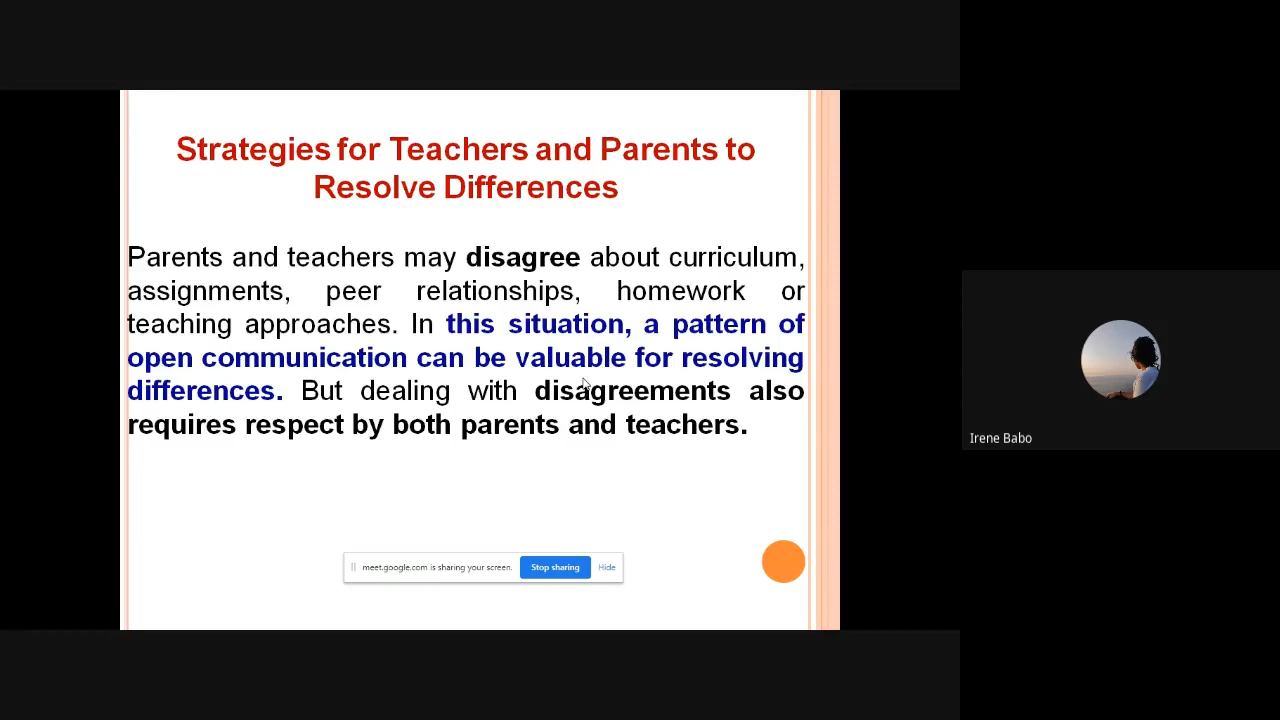 Strategies for Teachers and Parents to
Resolve Differences
Parents and teachers may disagree about curriculum,
assignments, peer relationships, homework or
teaching approaches. In this situation, a pattern of
open communication can be valuable for resolving
differences. But dealing with disagreements also
requires respect by both parents and teachers.
Irene Babo
meet.google.com is sharing your screen. Stop sharing Hide